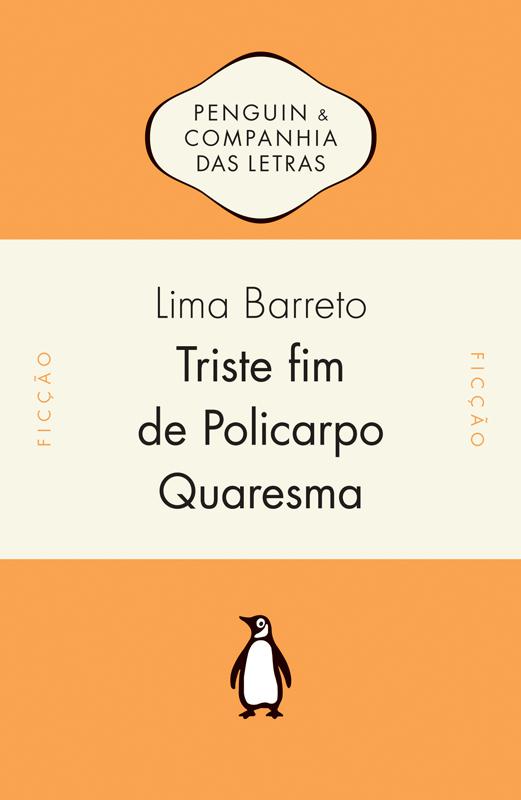 PENGUIN &
COMPANHIA
DAS LETRAS
Lima Barreto
Triste fim
de Policarpo
Quaresma
FICÇÃO
FICÇÃO